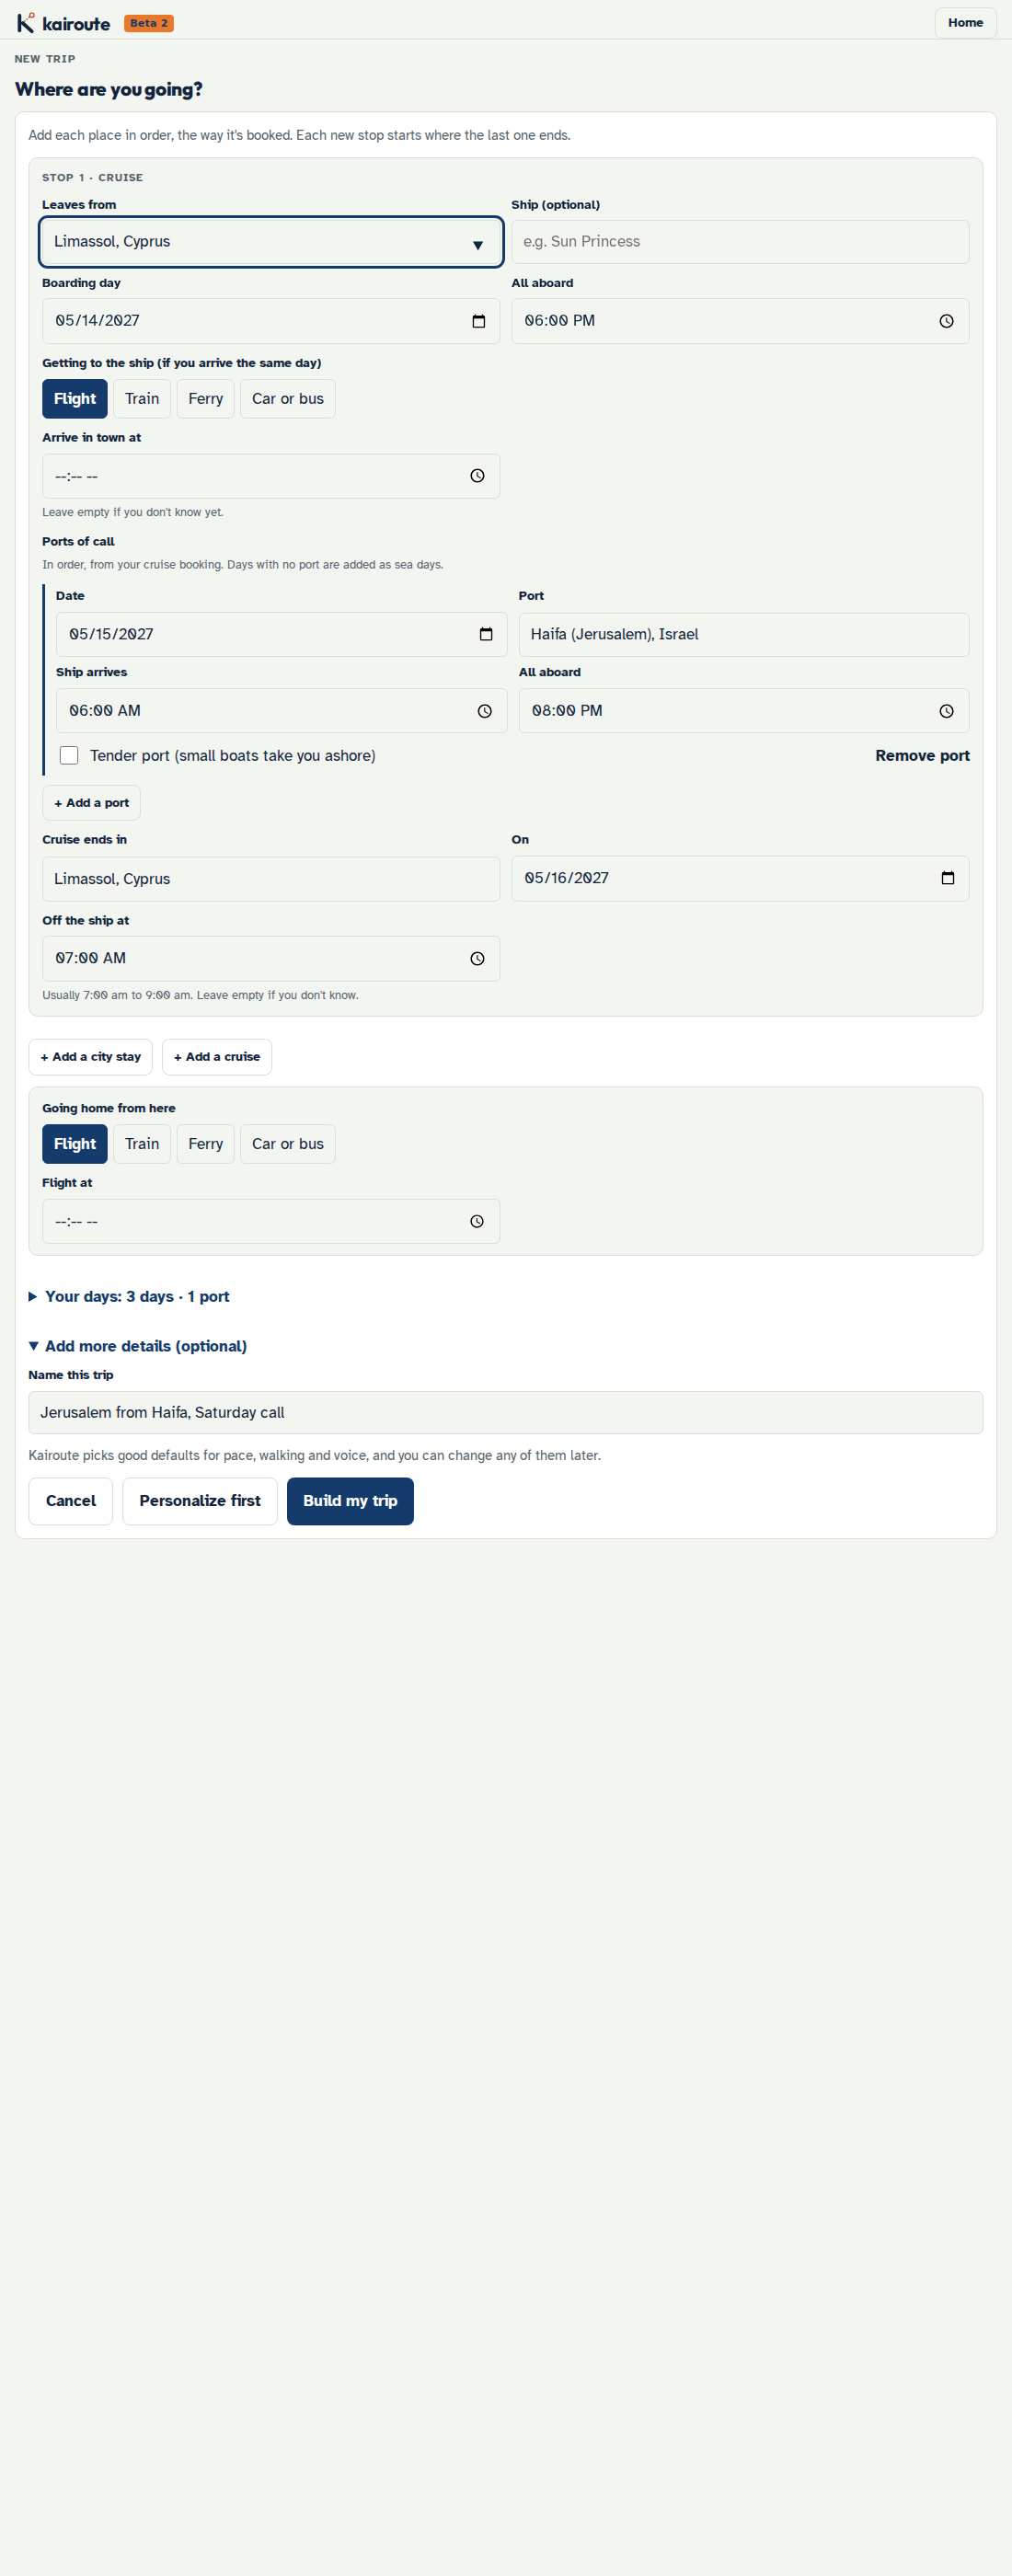 kairoute Beta 2 Home
NEW TRIP
Where are you going?
Add each place in order, the way it's booked. Each new stop starts where the last one ends.
STOP 1 · CRUISE
Leaves from Ship (optional)
Limassol, Cyprus e.g. Sun Princess
Boarding day All aboard
05/14/2027 06:00 PM
Getting to the ship (if you arrive the same day)
Flight Train Ferry Car or bus
Arrive in town at
--:-- --
Leave empty if you don't know yet.
Ports of call
In order, from your cruise booking. Days with no port are added as sea days.
Date Port
05/15/2027 Haifa (Jerusalem), Israel
Ship arrives All aboard
06:00 AM 08:00 PM
Tender port (small boats take you ashore) Remove port
+ Add a port
Cruise ends in On
Limassol, Cyprus 05/16/2027
Off the ship at
07:00 AM
Usually 7:00 am to 9:00 am. Leave empty if you don't know.
+ Add a city stay + Add a cruise
Going home from here
Flight Train Ferry Car or bus
Flight at
--:-- --
Your days: 3 days · 1 port
Add more details (optional)
Name this trip
Jerusalem from Haifa, Saturday call
Kairoute picks good defaults for pace, walking and voice, and you can change any of them later.
Cancel Personalize first Build my trip